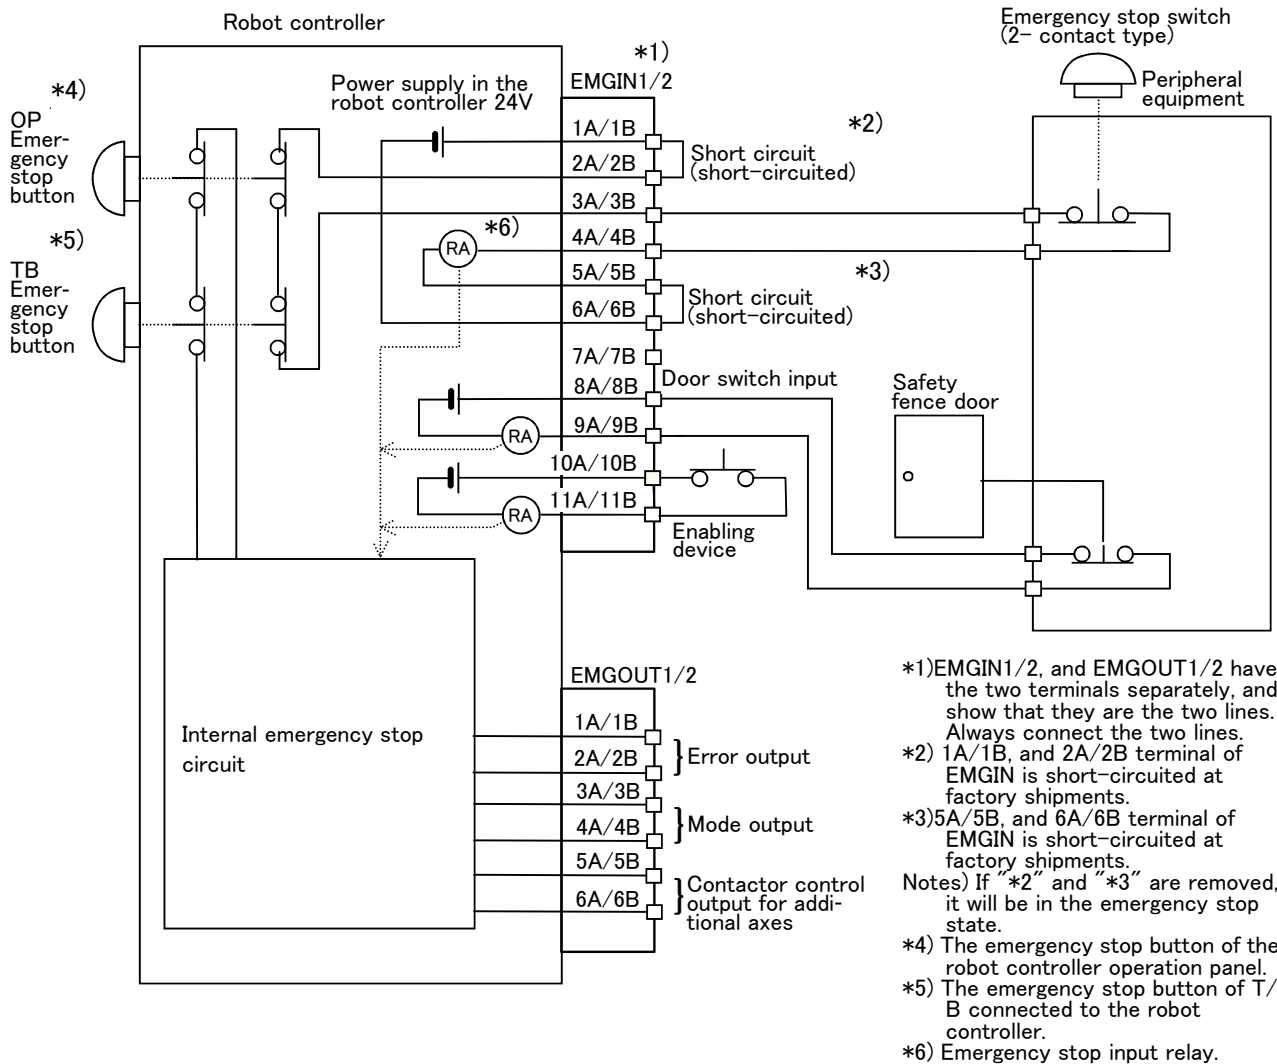 Robot controller
Emergency stop switch
(2- contact type)
Peripheral
equipment
*1)
EMGIN1/2
Power supply in the
robot controller 24V
*4)
OP
Emer-
gency
stop
button
*5)
TB
Emer-
gency
stop
button
1A/1B
2A/2B
3A/3B
4A/4B
5A/5B
6A/6B
7A/7B
8A/8B
9A/9B
10A/10B
11A/11B
*2)
Short circuit
(short-circuited)
*6)
RA
*3)
Short circuit
(short-circuited)
Door switch input
Safety
fence door
RA
RA
Enabling
device
Internal emergency stop
circuit
EMGOUT1/2
1A/1B
2A/2B
3A/3B
4A/4B
5A/5B
6A/6B
Error output
Mode output
Contactor control
output for addi-
tional axes
*1)EMGIN1/2, and EMGOUT1/2 have
the two terminals separately, and
show that they are the two lines.
Always connect the two lines.
*2) 1A/1B, and 2A/2B terminal of
EMGIN is short-circuited at
factory shipments.
*3)5A/5B, and 6A/6B terminal of
EMGIN is short-circuited at
factory shipments.
Notes) If "*2" and "*3" are removed,
it will be in the emergency stop
state.
*4) The emergency stop button of the
robot controller operation panel.
*5) The emergency stop button of T/
B connected to the robot
controller.
*6) Emergency stop input relay.